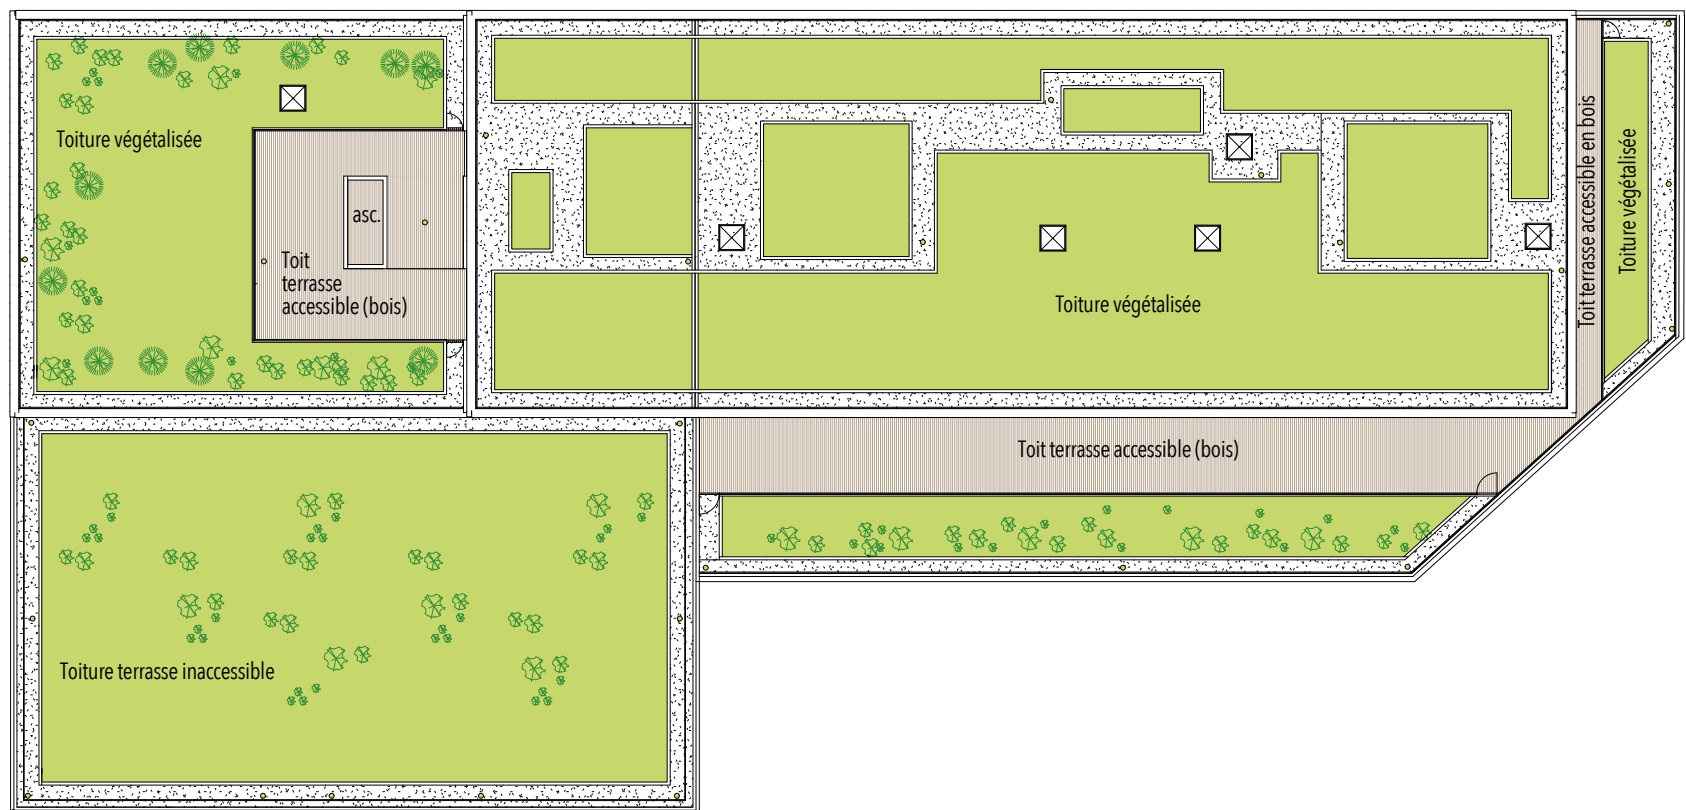 Toiture végétalisée
asc.
Toit
terrasse
accessible (bois)
Toiture végétalisée
Toit terrasse accessible en bois
Toiture végétalisée
Toit terrasse accessible (bois)
Toiture terrasse inaccessible